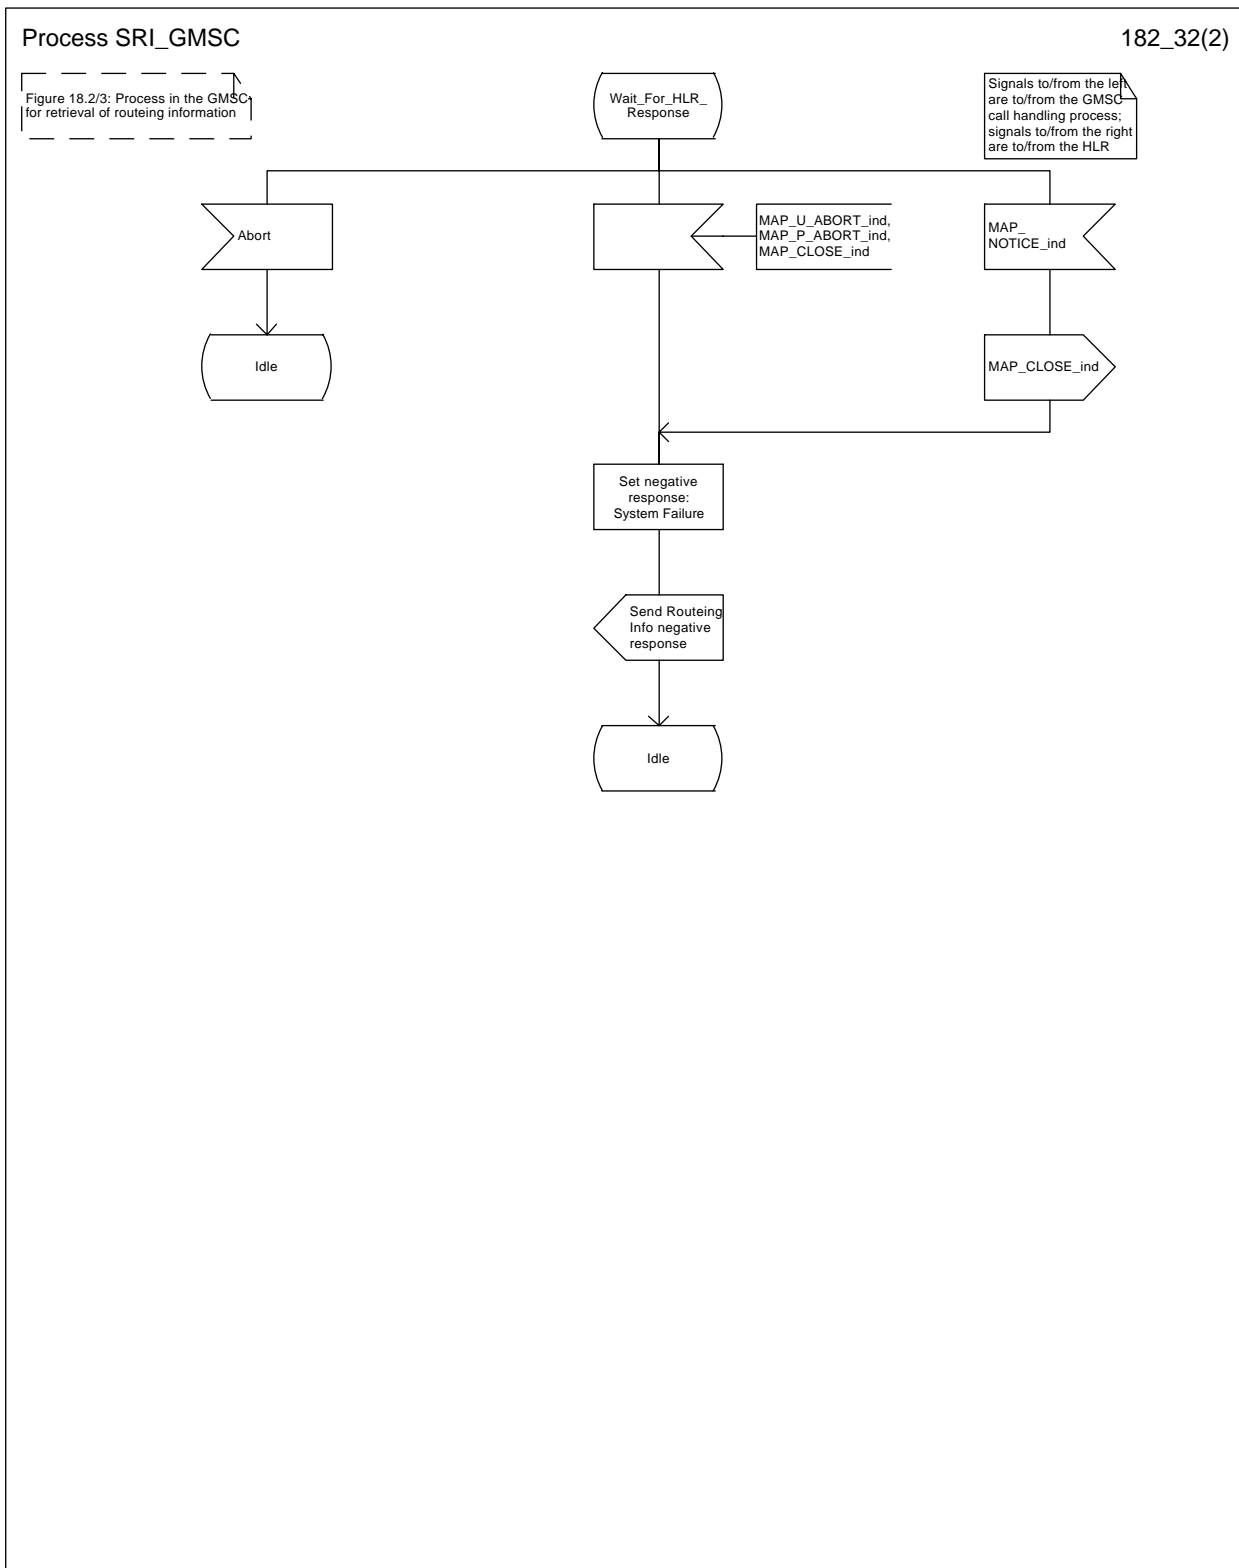 Process SRI_GMSC
182_32(2)
Figure 18.2/3: Process in the GMSC
for retrieval of routeing information
Wait_For_HLR_
Response
Signals to/from the left
are to/from the GMSC
call handling process;
signals to/from the right
are to/from the HLR
Abort
MAP_U_ABORT_ind,
MAP_P_ABORT_ind,
MAP_CLOSE_ind
MAP_
NOTICE_ind
Idle
MAP_CLOSE_ind
Set negative
response:
System Failure
Send Routeing
Info negative
response
Idle